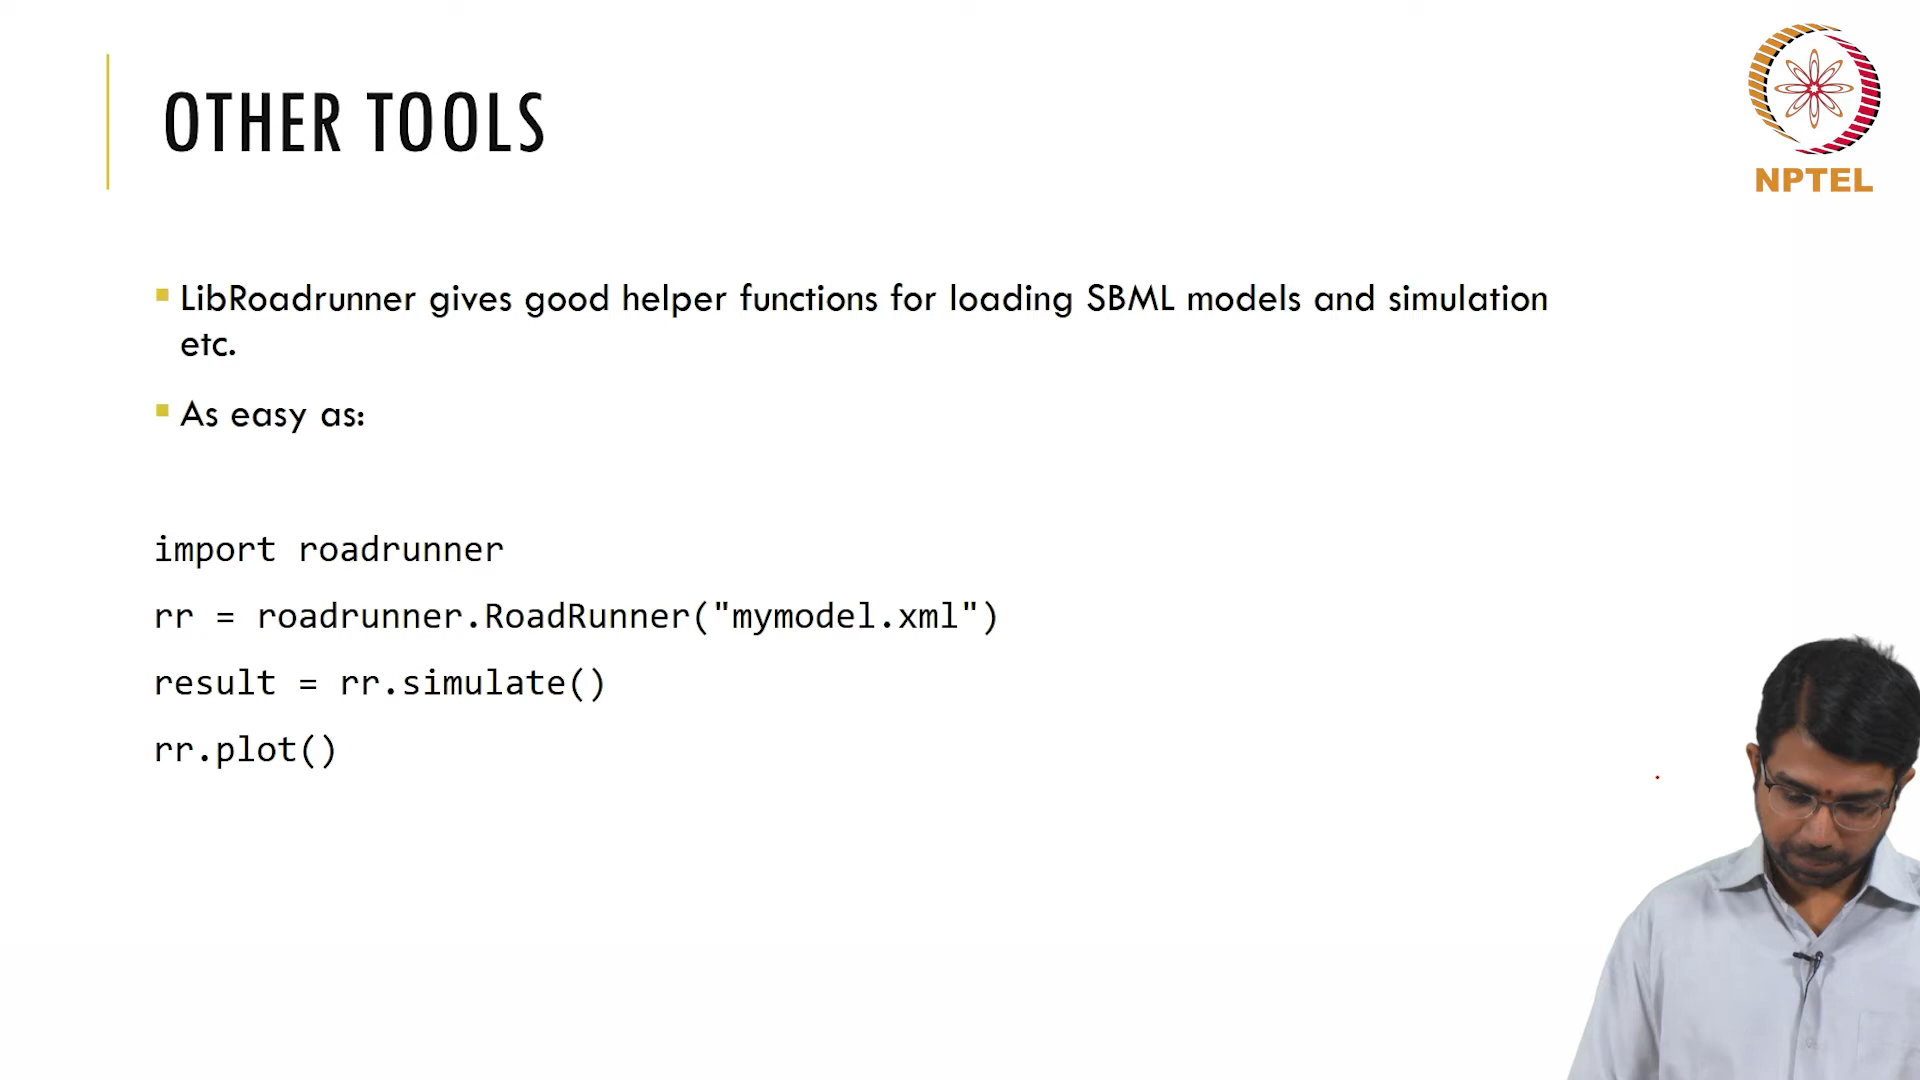 OTHER TOOLS
NPTEL
LibRoadrunner gives good helper functions for loading SBML models and simulation
etc.
As easy as:
import roadrunner
rr = roadrunner.RoadRunner("mymodel.xml")
result = rr.simulate()
rr.plot()